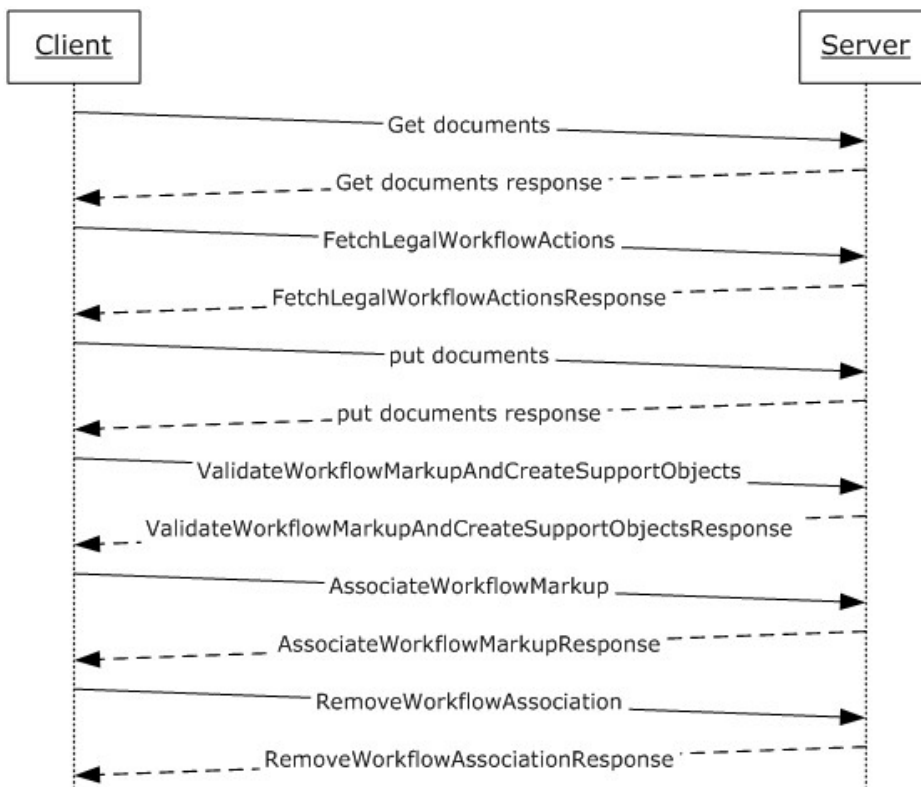 Client
Server
Get documents
Get documents response
FetchLegalWorkflowActions
FetchLegalWorkflowActionsResponse
put documents
put documents response
ValidateWorkflowMarkupAndCreateSupportObjects
ValidateWorkflowMarkupAndCreateSupportObjectsResponse
AssociateWorkflowMarkup
AssociateWorkflowMarkupResponse
RemoveWorkflowAssociation
RemoveWorkflowAssociationResponse